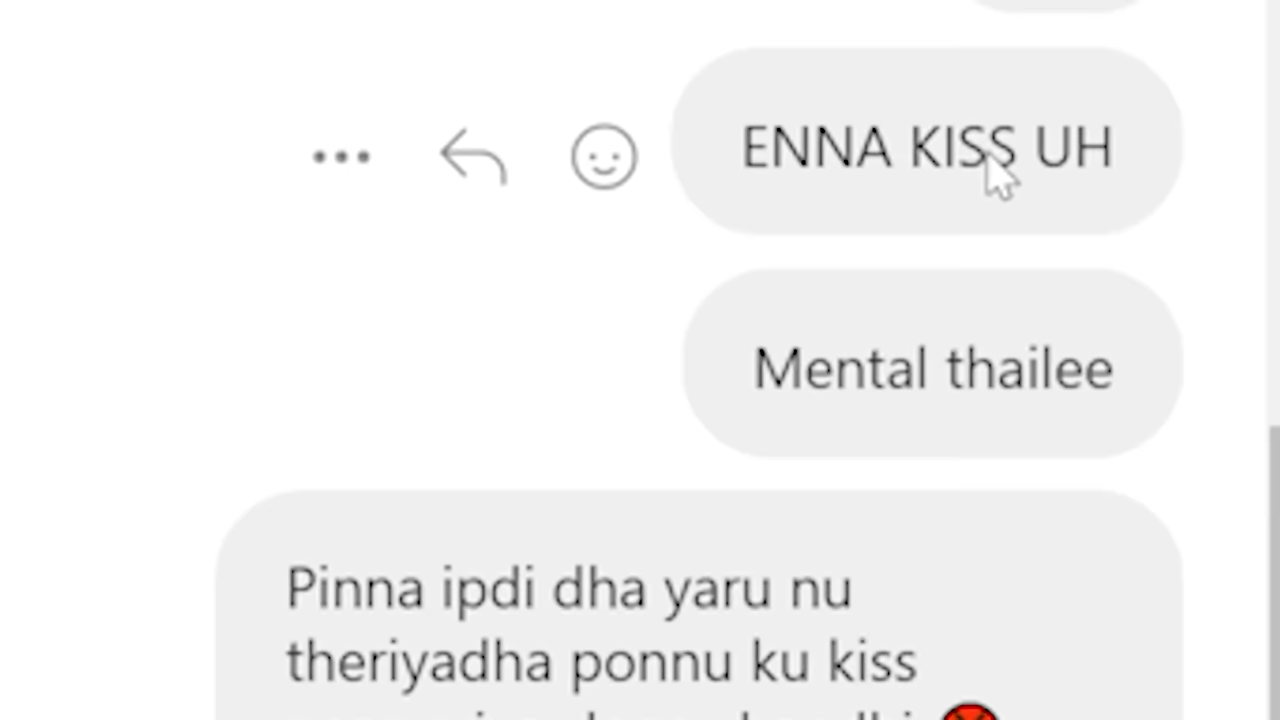 ENNA KISS UH
Mental thailee
Pinna ipdi dha yaru nu
theriyadha ponnu ku kiss